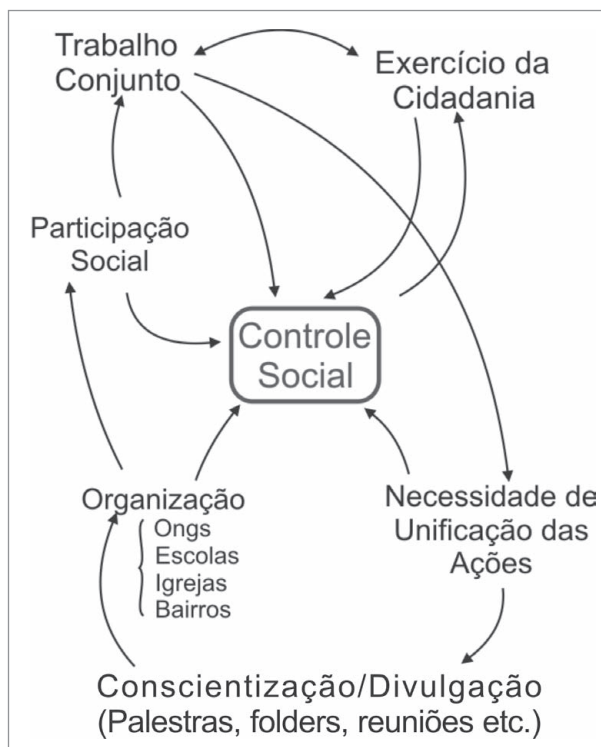 Trabalho
Conjunto
Exercício da
Cidadania
Participação
Social
Controle
Social
Organização
Ongs
Escolas
Igrejas
Bairros
Necessidade de
Unificação das
Ações
Conscientização/Divulgação
(Palestras, folders, reuniões etc.)